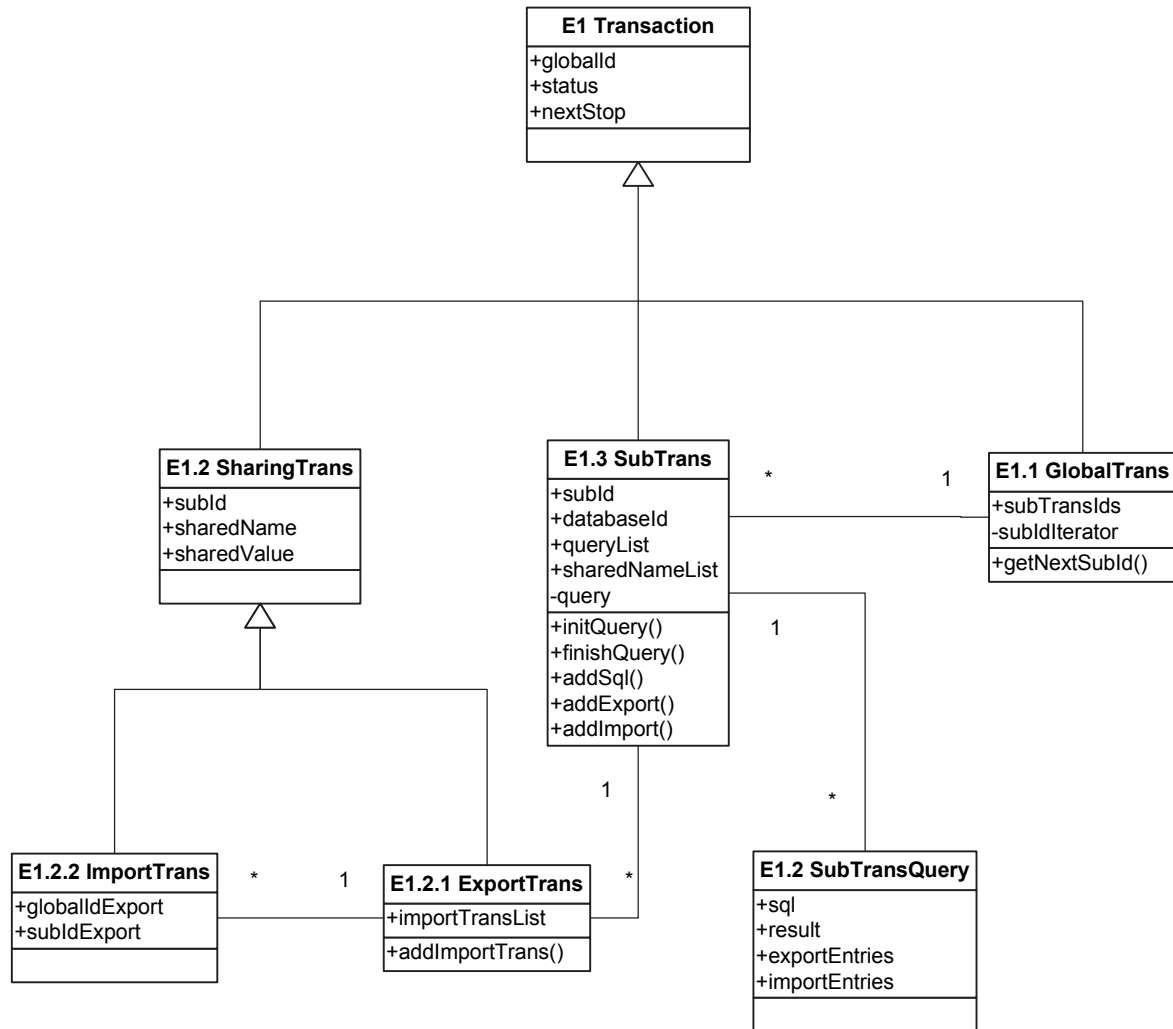 E1 Transaction
+globalId
+status
+nextStop
E1.2 SharingTrans
+subId
+sharedName
+sharedValue
E1.3 SubTrans
+subId
+databaseId
+queryList
+sharedNameList
-query
+initQuery()
+finishQuery()
+addSql()
+addExport()
+addImport()
*
1
E1.1 GlobalTrans
+subTransIds
-subIdIterator
+getNextSubId()
1
*
1
*
E1.2.2 ImportTrans
+globalIdExport
+subIdExport
*
1
E1.2.1 ExportTrans
+importTransList
+addImportTrans()
E1.2 SubTransQuery
+sql
+result
+exportEntries
+importEntries